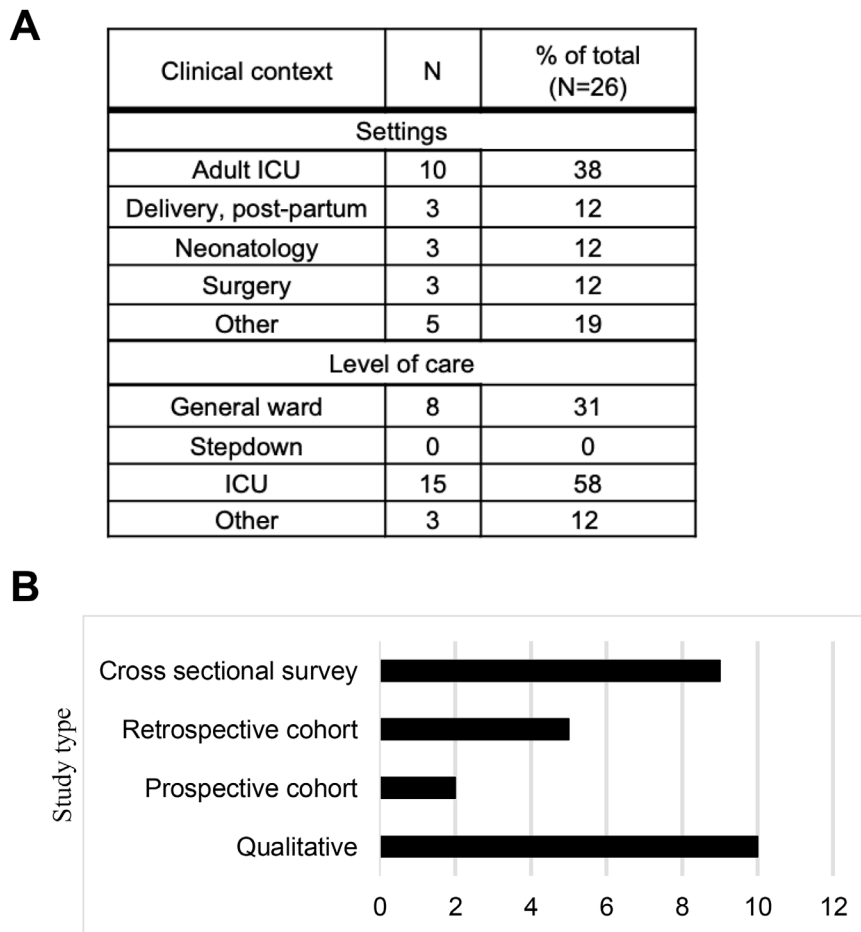 A
Clinical context N % of total
(N=26)
Settings
Adult ICU 10 38
Delivery, post-partum 3 12
Neonatology 3 12
Surgery 3 12
Other 5 19
Level of care
General ward 8 31
Stepdown 0 0
ICU 15 58
Other 3 12
B
Study type
Cross sectional survey
Retrospective cohort
Prospective cohort
Qualitative
0 2 4 6 8 10 12